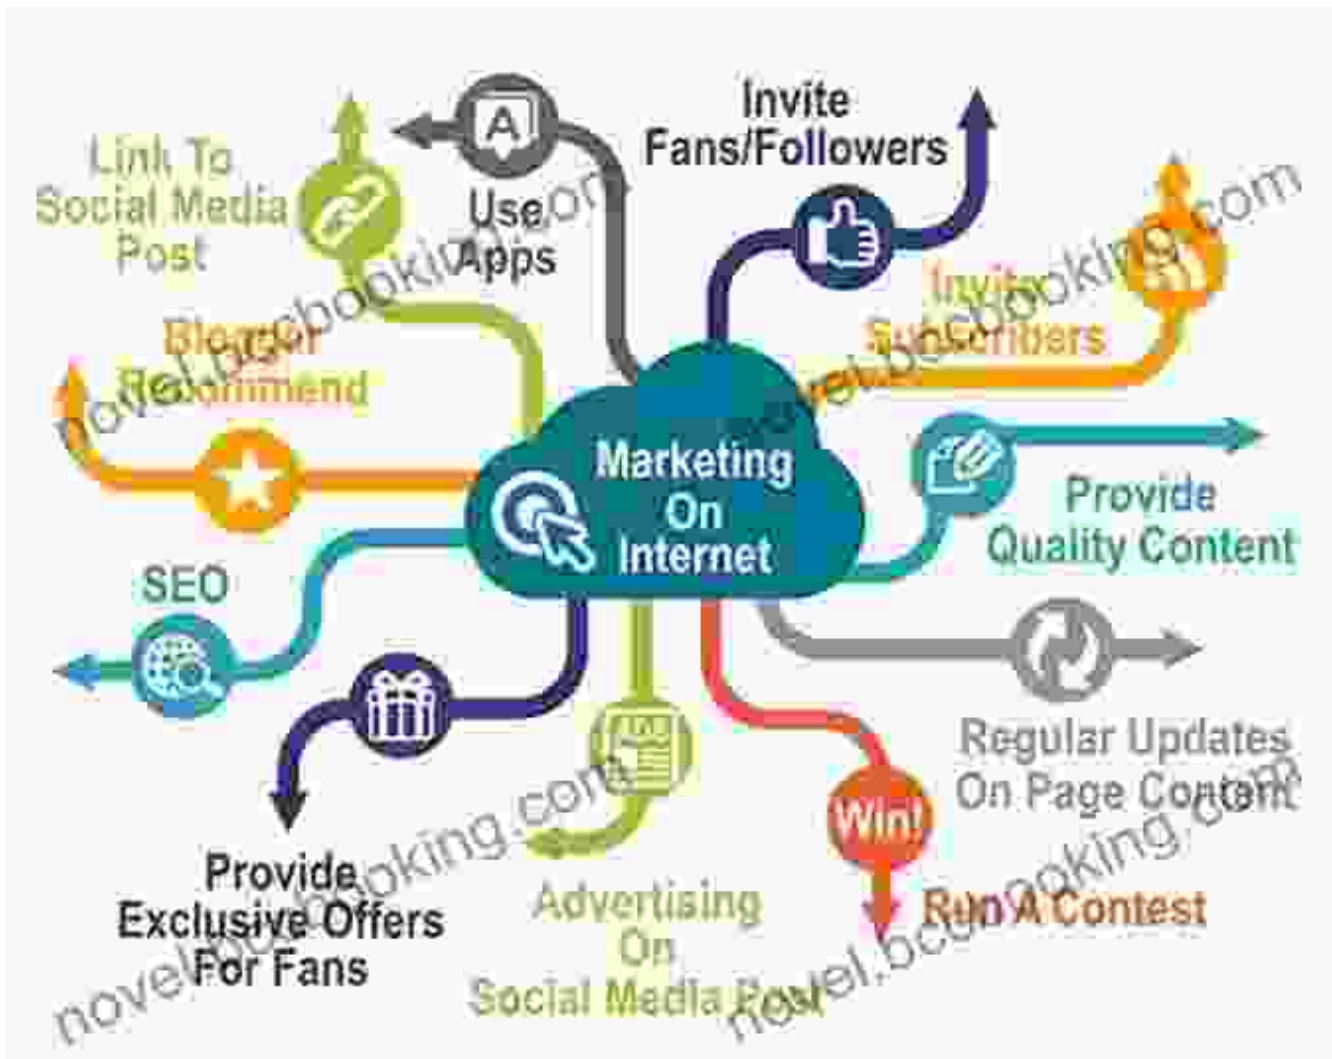 Invite
Fans/Followers
A
Use
Apps
Link To
Social Media
Post
Invite
Subscribers
Blogger
Recommend
Marketing
On
Internet
Provide
Quality Content
SEO
Regular Updates
On Page Content
Win!
Provide
Exclusive Offers
For Fans
Advertising
On
Social Media Post
Run A Contest